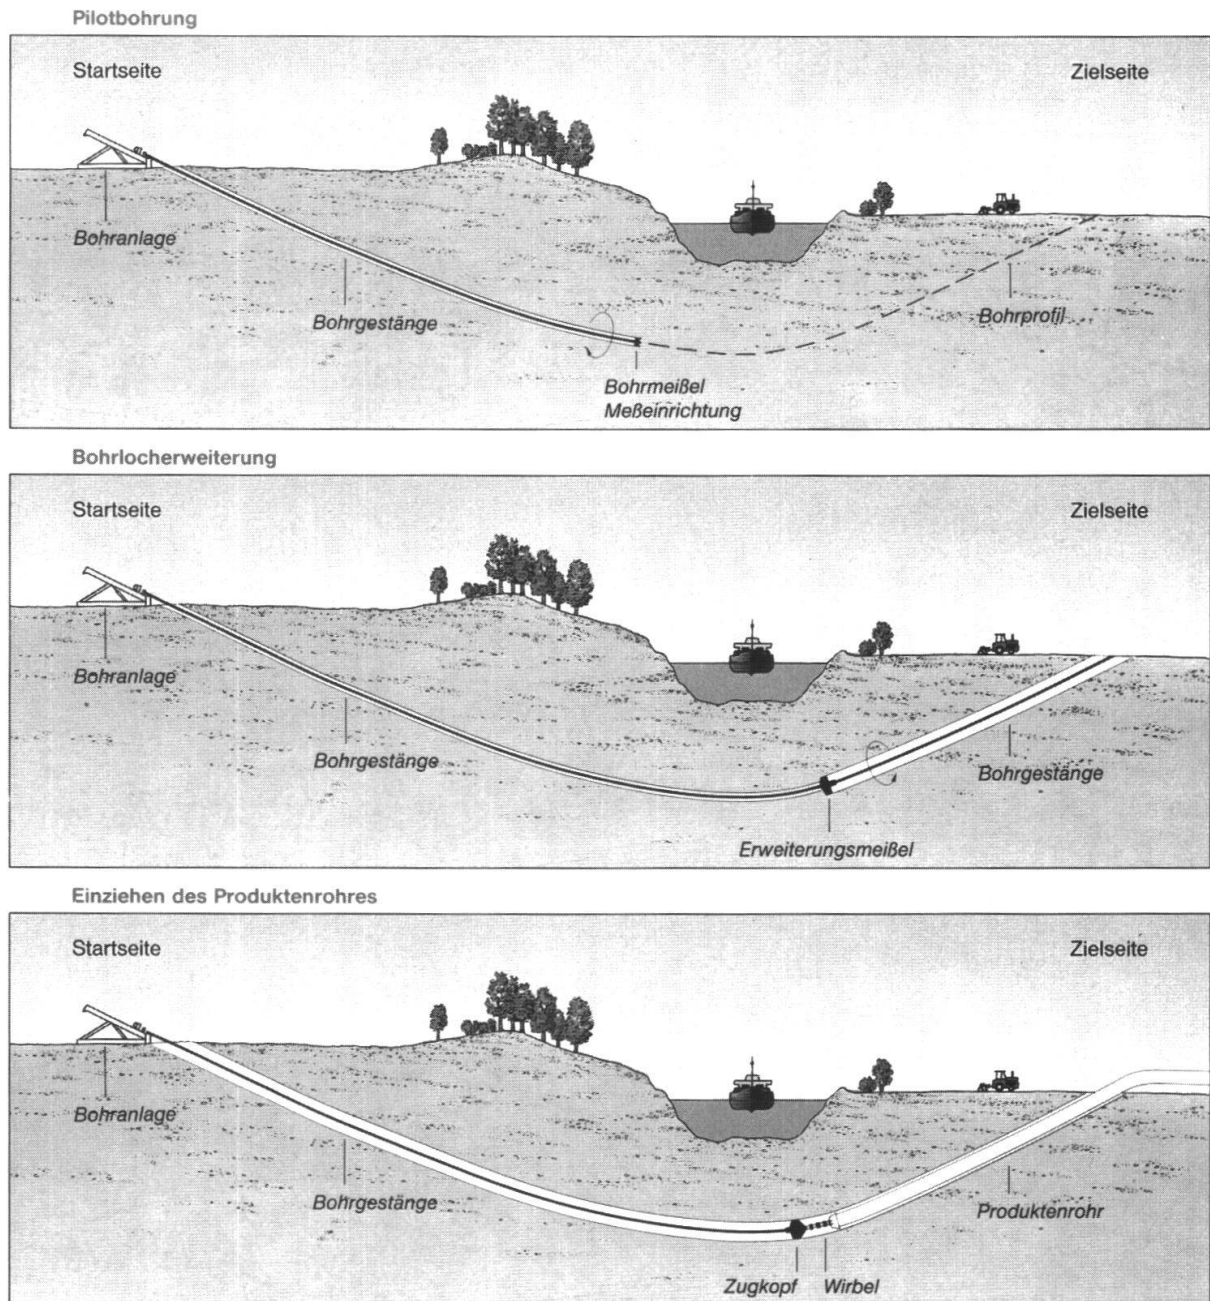 Pilotbohrung
Startseite
Zielseite
Bohranlage
Bohrgestänge
Bohrprofil
Bohrmeißel
Meßeinrichtung
Bohrlocherweiterung
Startseite
Zielseite
Bohranlage
Bohrgestänge
Bohrgestänge
Erweiterungsmeißel
Einziehen des Produktenrohres
Startseite
Zielseite
Bohranlage
Bohrgestänge
Produktenrohr
Zugkopf
Wirbel